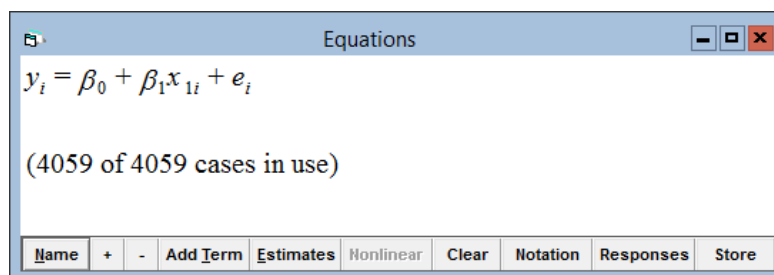 Equations
yᵢ = β₀ + β₁x₁ᵢ + eᵢ
(4059 of 4059 cases in use)
Name + - Add Term Estimates Nonlinear Clear Notation Responses Store